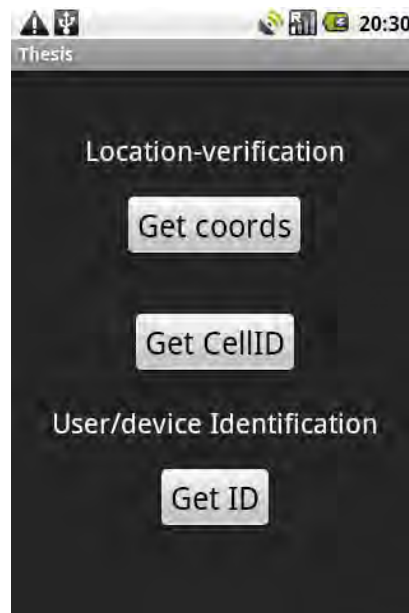 20:30
Thesis
Location-verification
Get coords
Get CellID
User/device Identification
Get ID